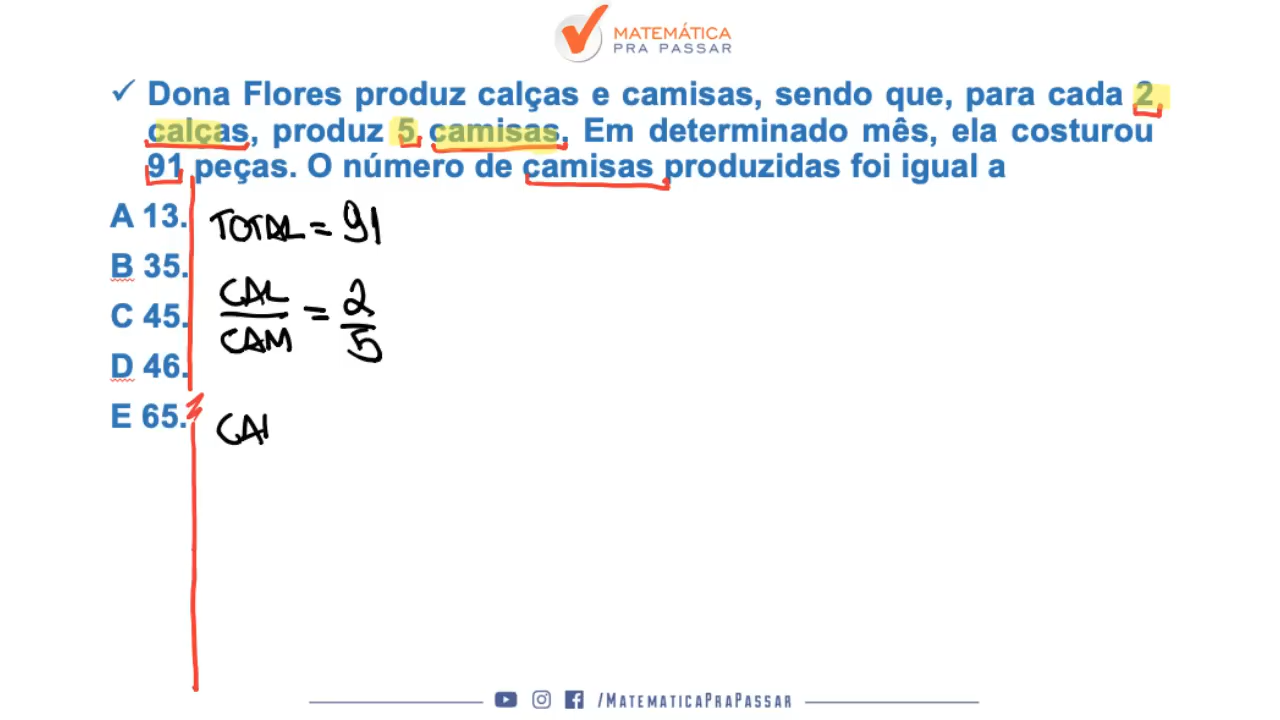 MATEMÁTICA
PRA PASSAR
✓ Dona Flores produz calças e camisas, sendo que, para cada 2
calças, produz 5 camisas. Em determinado mês, ela costurou
91 peças. O número de camisas produzidas foi igual a
A 13.
B 35.
C 45.
D 46.
E 65.
TOTAL = 91
CAL/CAM = 2/5
CAL
/MATEMATICAPRAPASSAR